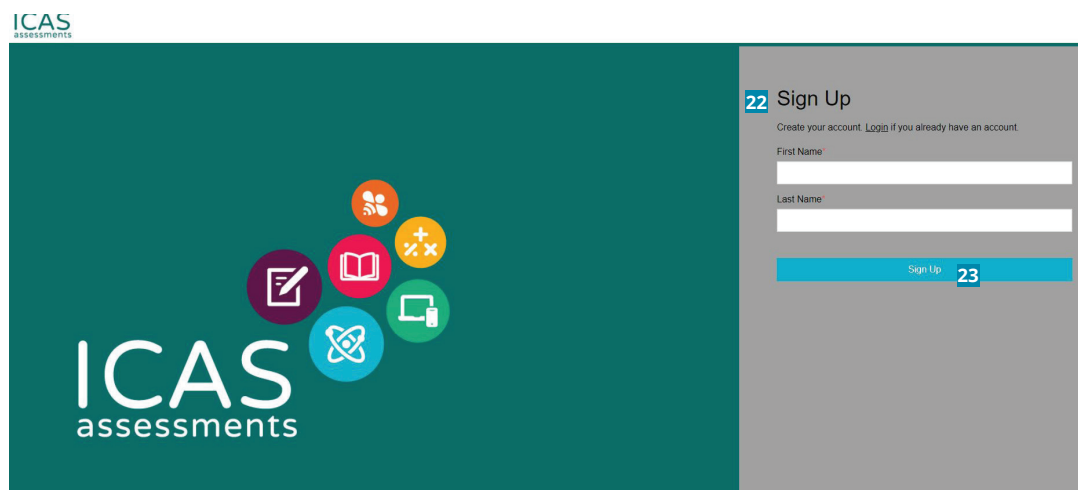 ICAS
assessments
22 Sign Up
Create your account. Login if you already have an account.
First Name*
Last Name*
Sign Up 23
ICAS
assessments